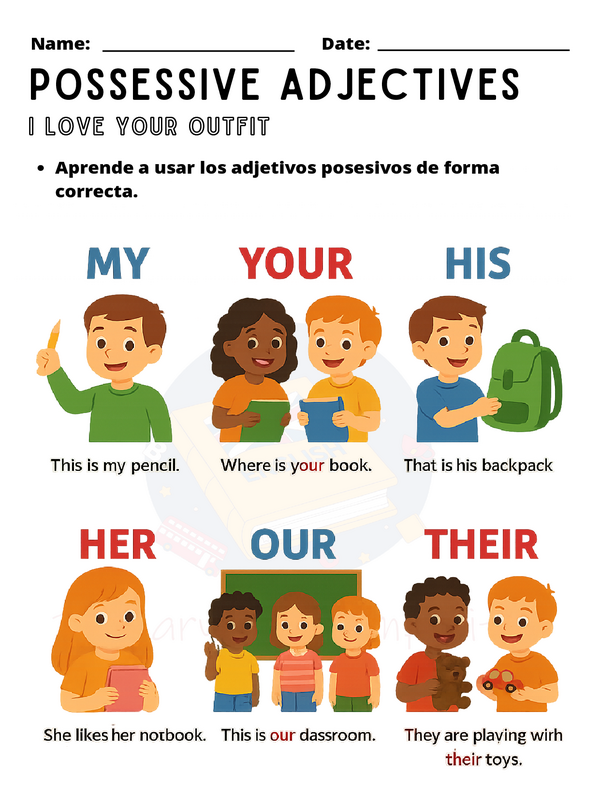 Name: Date:
POSSESSIVE ADJECTIVES
I LOVE YOUR OUTFIT
• Aprende a usar los adjetivos posesivos de forma
correcta.
MY YOUR HIS
This is my pencil. Where is your book. That is his backpack
HER OUR THEIR
She likes her notbook. This is our dassroom. They are playing wirh
their toys.